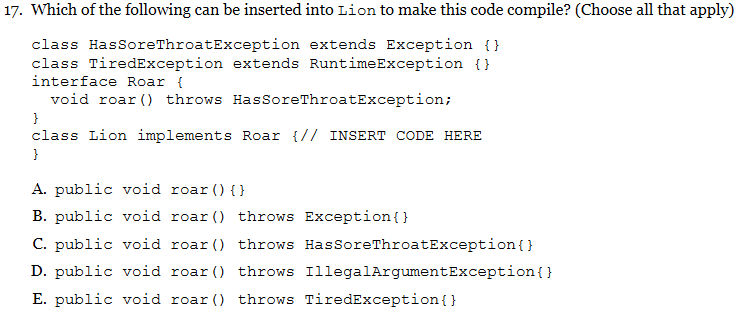 17. Which of the following can be inserted into Lion to make this code compile? (Choose all that apply)
class HasSoreThroatException extends Exception {}
class TiredException extends RuntimeException {}
interface Roar {
  void roar() throws HasSoreThroatException;
}
class Lion implements Roar {// INSERT CODE HERE
}
A. public void roar(){}
B. public void roar() throws Exception{}
C. public void roar() throws HasSoreThroatException{}
D. public void roar() throws IllegalArgumentException{}
E. public void roar() throws TiredException{}